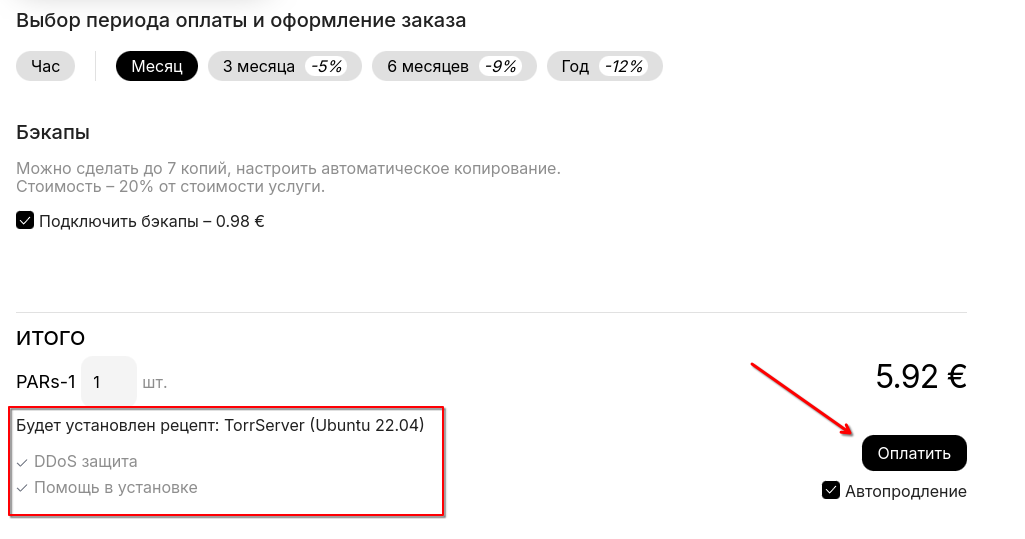 Выбор периода оплаты и оформление заказа
Час Месяц 3 месяца -5% 6 месяцев -9% Год -12%
Бэкапы
Можно сделать до 7 копий, настроить автоматическое копирование.
Стоимость – 20% от стоимости услуги.
Подключить бэкапы – 0.98 €
ИТОГО
PARs-1 1 шт.
5.92 €
Будет установлен рецепт: TorrServer (Ubuntu 22.04)
DDoS защита
Помощь в установке
Оплатить
Автопродление